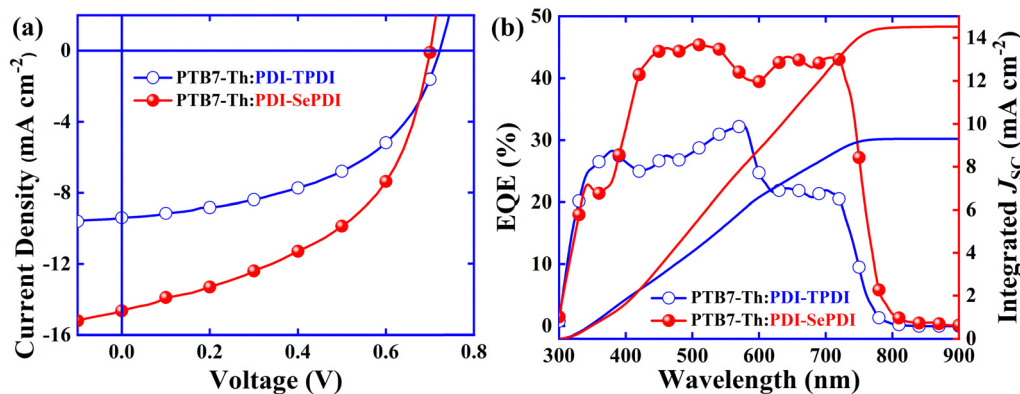 (a)
Current Density (mA cm⁻²)
0
-4
-8
-12
-16
PTB7-Th:PDI-TPDI
PTB7-Th:PDI-SePDI
0.0 0.2 0.4 0.6 0.8
Voltage (V)
(b)
EQE (%)
50
40
30
20
10
0
PTB7-Th:PDI-TPDI
PTB7-Th:PDI-SePDI
300 400 500 600 700 800 900
Wavelength (nm)
14
12
10
8
6
4
2
0
Integrated JSC (mA cm⁻²)